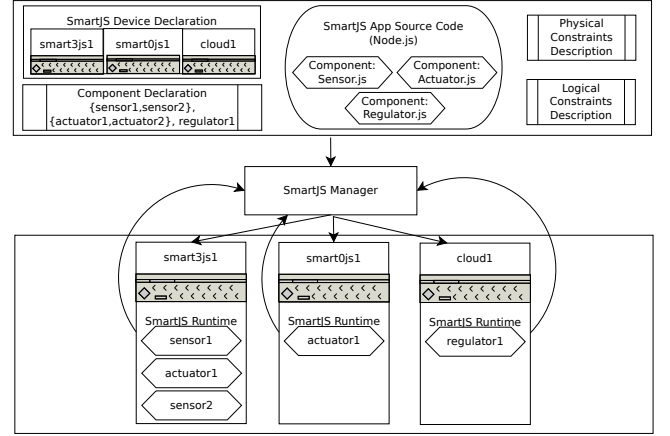 SmartJS Device Declaration
smart3js1
smart0js1
cloud1
Component Declaration
{sensor1,sensor2},
{actuator1,actuator2}, regulator1
SmartJS App Source Code
(Node.js)
Component:
Sensor.js
Component:
Actuator.js
Component:
Regulator.js
Physical
Constraints
Description
Logical
Constraints
Description
SmartJS Manager
smart3js1
SmartJS Runtime
sensor1
actuator1
sensor2
smart0js1
SmartJS Runtime
actuator1
cloud1
SmartJS Runtime
regulator1